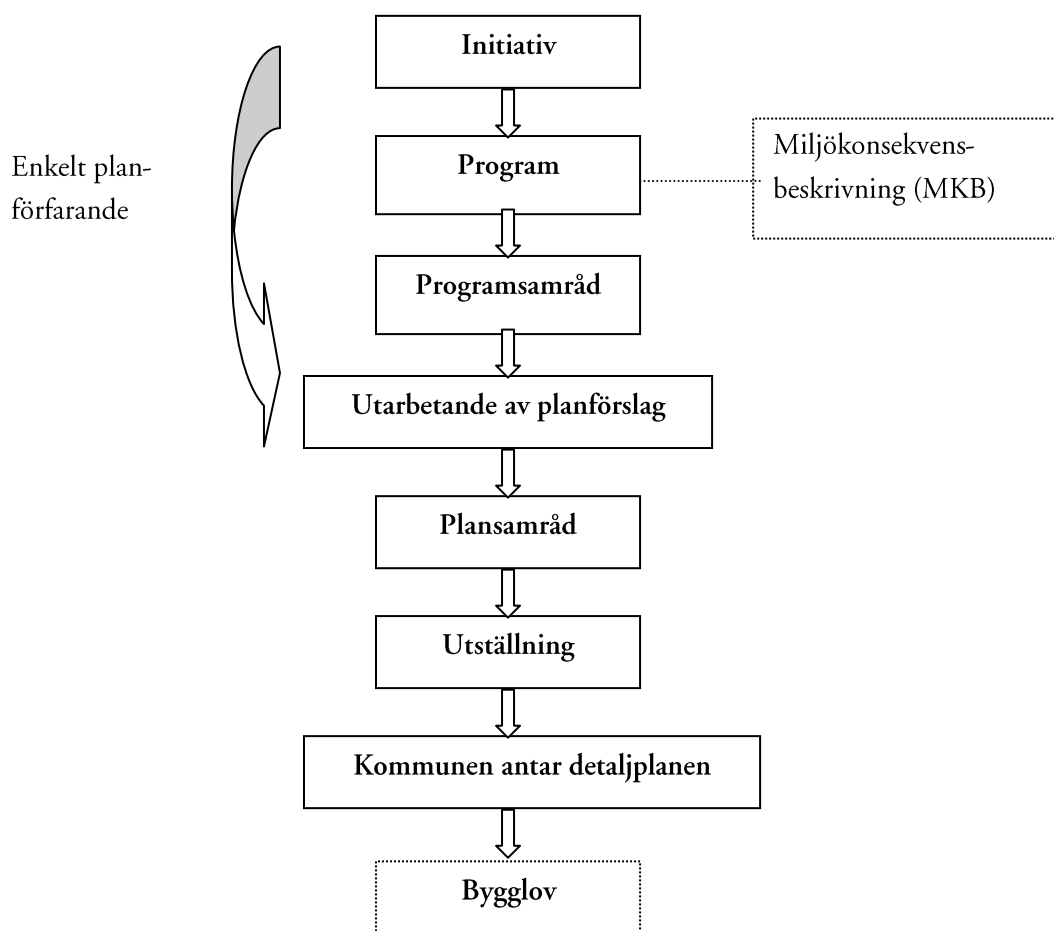 Initiativ
Enkelt plan-
förfarande
Program
Miljökonsekvens-
beskrivning (MKB)
Programsamråd
Utarbetande av planförslag
Plansamråd
Utställning
Kommunen antar detaljplanen
Bygglov